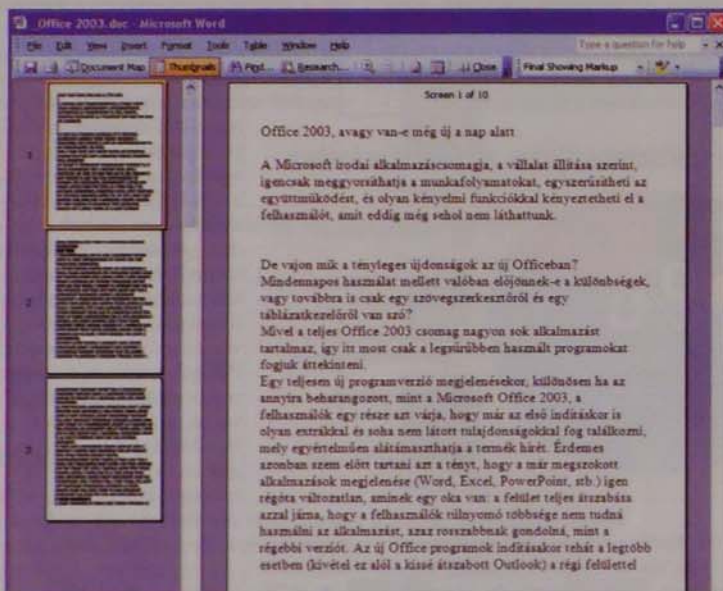 _Office 2003.doc - Microsoft Word
File Edit View Insert Format Tools Table Window Help Type a question for help
Document Map Thumbnails Find... Research... Close Final Showing Markup
Screen 1 of 10
Office 2003, avagy van-e még új a nap alatt
A Microsoft irodai alkalmazáscsomagja, a vállalat állítása szerint,
igencsak meggyorsíthatja a munkafolyamatokat, egyszerűsítheti az
együttműködést, és olyan kényelmi funkciókkal kényeztetheti el a
felhasználót, amit eddig még sehol nem láthattunk.
De vajon mik a tényleges újdonságok az új Officeban?
Mindennapos használat mellett valóban előjönnek-e a különbségek,
vagy továbbra is csak egy szövegszerkesztőről és egy
táblázatkezelőről van szó?
Mivel a teljes Office 2003 csomag nagyon sok alkalmazást
tartalmaz, így itt most csak a legsűrűbben használt programokat
fogjuk áttekinteni.
Egy teljesen új programverzió megjelenésekor, különösen ha az
annyira beharangozott, mint a Microsoft Office 2003, a
felhasználók egy része azt várja, hogy már az első indításkor is
olyan extrákkal és soha nem látott tulajdonságokkal fog találkozni,
mely egyértelműen alátámaszthatja a termék hírét. Érdemes
azonban szem előtt tartani azt a tényt, hogy a már megszokott
alkalmazások megjelenése (Word, Excel, PowerPoint, stb.) igen
régóta változatlan, aminek egy oka van: a felület teljes átszabása
azzal járna, hogy a felhasználók túlnyomó többsége nem tudná
használni az alkalmazást, azaz rosszabbnak gondolná, mint a
régebbi verziót. Az új Office programok indításakor tehát a legtöbb
esetben (kivétel ez alól a kissé átszabott Outlook) a régi felülettel
1
2
3